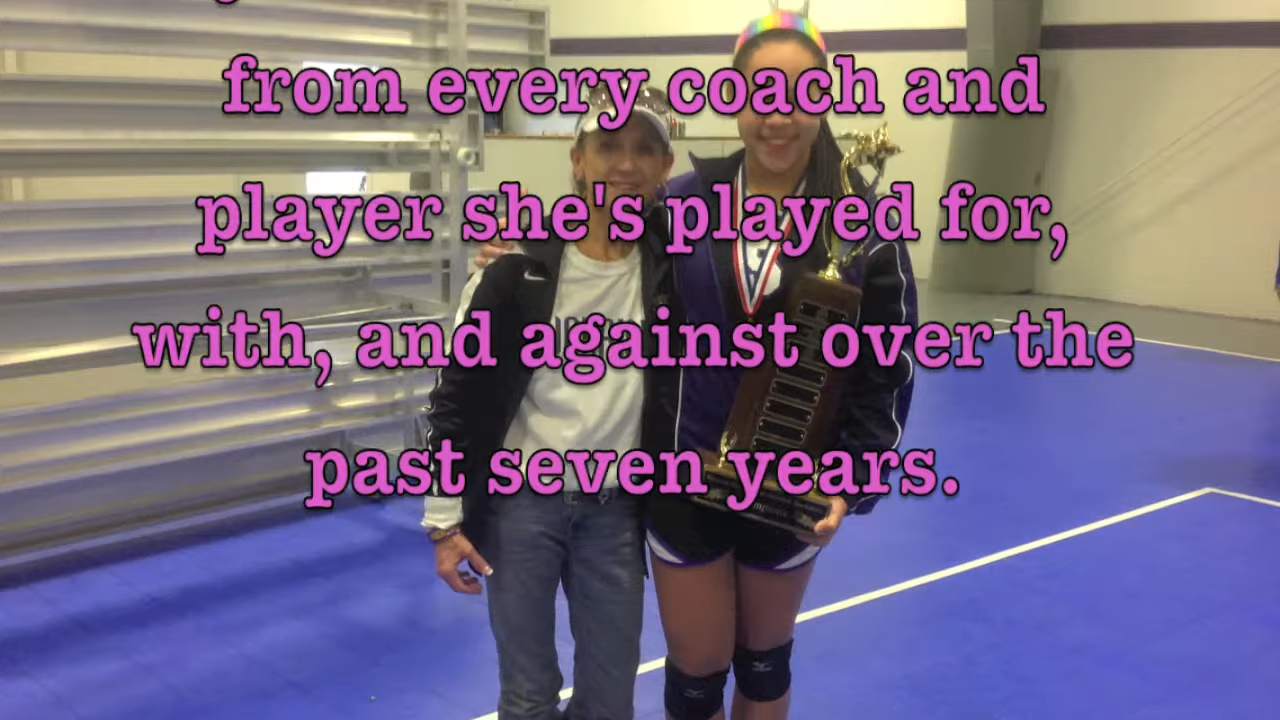 from every coach and
player she's played for,
with, and against over the
past seven years.